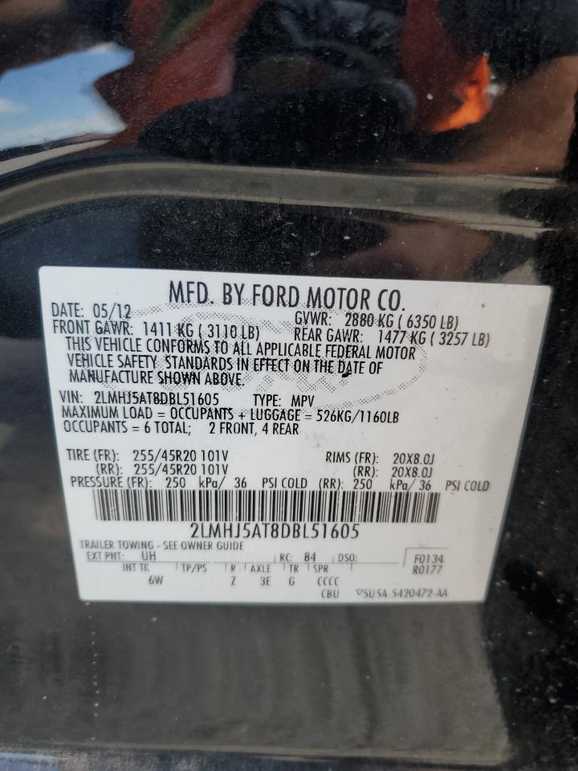 MFD. BY FORD MOTOR CO.
DATE: 05/12 GVWR: 2880 KG ( 6350 LB)
FRONT GAWR: 1411 KG ( 3110 LB) REAR GAWR: 1477 KG ( 3257 LB)
THIS VEHICLE CONFORMS TO ALL APPLICABLE FEDERAL MOTOR
VEHICLE SAFETY STANDARDS IN EFFECT ON THE DATE OF
MANUFACTURE SHOWN ABOVE.
VIN: 2LMHJ5AT8DBL51605 TYPE: MPV
MAXIMUM LOAD = OCCUPANTS + LUGGAGE = 526KG/1160LB
OCCUPANTS = 6 TOTAL; 2 FRONT, 4 REAR
TIRE (FR): 255/45R20 101V RIMS (FR): 20X8.0J
(RR): 255/45R20 101V (RR): 20X8.0J
PRESSURE (FR): 250 kPa/ 36 PSI COLD (RR): 250 kPa/ 36 PSI COLD
2LMHJ5AT8DBL51605
TRAILER TOWING - SEE OWNER GUIDE
EXT PNT: UH RC: 84 DSO: F0134
INT TR TP/PS R AXLE TR SPR R0177
6W Z 3E G CCCC
CBU 5U5A-5420472-AA